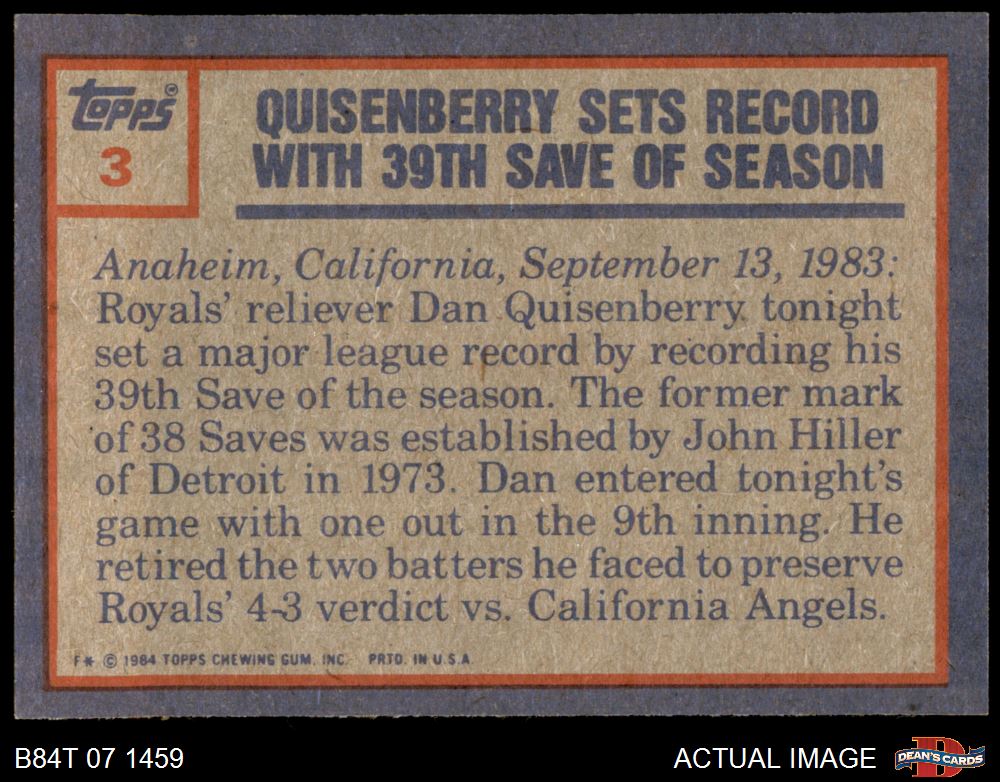 Topps®
3
QUISENBERRY SETS RECORD
WITH 39TH SAVE OF SEASON
Anaheim, California, September 13, 1983:
Royals' reliever Dan Quisenberry tonight
set a major league record by recording his
39th Save of the season. The former mark
of 38 Saves was established by John Hiller
of Detroit in 1973. Dan entered tonight's
game with one out in the 9th inning. He
retired the two batters he faced to preserve
Royals' 4-3 verdict vs. California Angels.
F* © 1984 TOPPS CHEWING GUM, INC. PRTD. IN U.S.A.
B84T 07 1459
ACTUAL IMAGE
D
DEAN'S CARDS